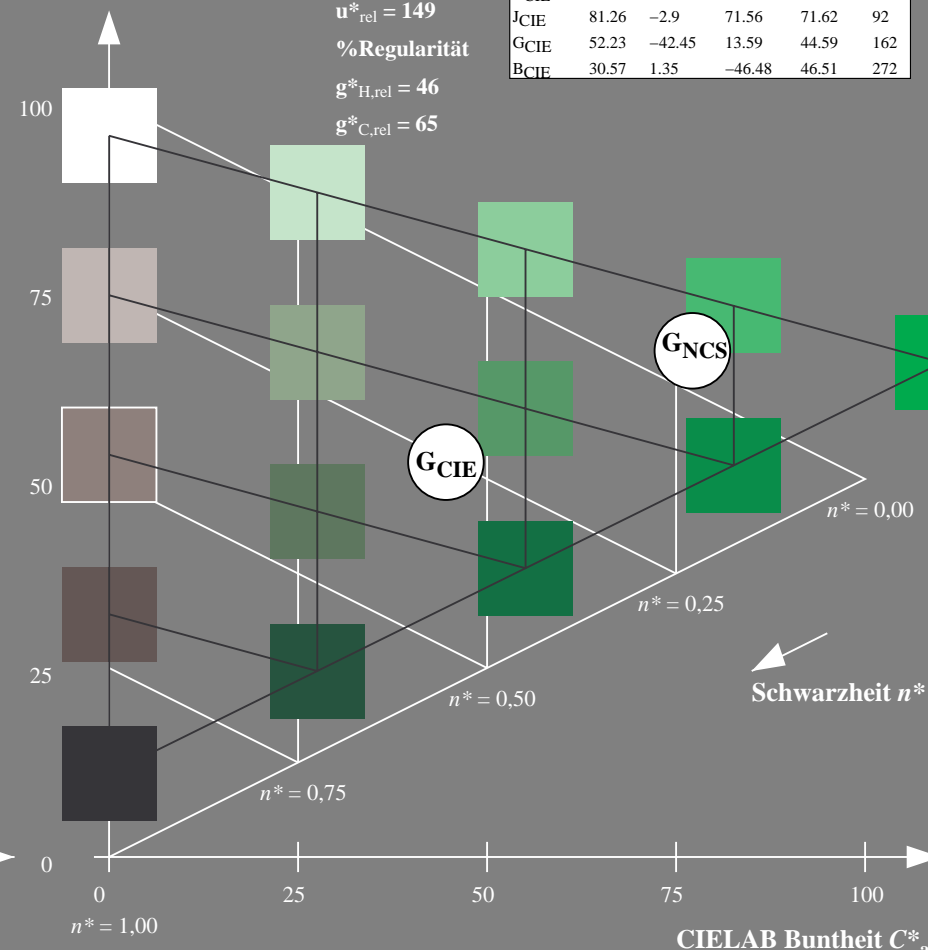 u*rel = 149
%Regularität
g*H,rel = 46
g*C,rel = 65
JCIE 81.26 −2.9 71.56 71.62 92
GCIE 52.23 −42.45 13.59 44.59 162
BCIE 30.57 1.35 −46.48 46.51 272
100
75
50
25
0
GNCS
GCIE
n* = 0,00
n* = 0,25
n* = 0,50
n* = 0,75
Schwarzheit n*
0 25 50 75 100
n* = 1,00
CIELAB Buntheit C*a